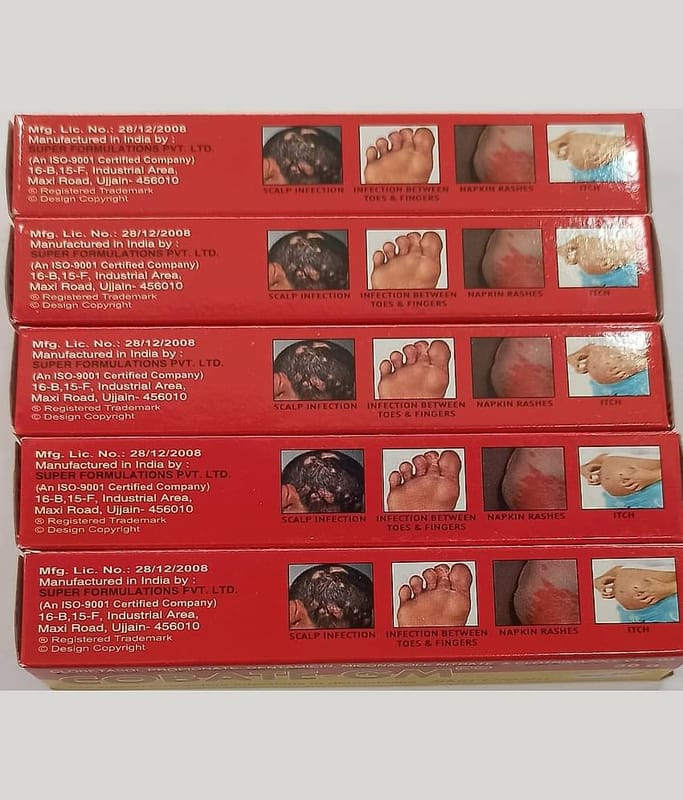 Mfg. Lic. No.: 28/12/2008
Manufactured in India by :
SUPER FORMULATIONS PVT. LTD.
(An ISO-9001 Certified Company)
16-B,15-F, Industrial Area,
Maxi Road, Ujjain- 456010
® Registered Trademark
© Design Copyright
SCALP INFECTION
INFECTION BETWEEN
TOES & FINGERS
NAPKIN RASHES
ITCH
Mfg. Lic. No.: 28/12/2008
Manufactured in India by :
SUPER FORMULATIONS PVT. LTD.
(An ISO-9001 Certified Company)
16-B,15-F, Industrial Area,
Maxi Road, Ujjain- 456010
® Registered Trademark
© Design Copyright
SCALP INFECTION
INFECTION BETWEEN
TOES & FINGERS
NAPKIN RASHES
ITCH
Mfg. Lic. No.: 28/12/2008
Manufactured in India by :
SUPER FORMULATIONS PVT. LTD.
(An ISO-9001 Certified Company)
16-B,15-F, Industrial Area,
Maxi Road, Ujjain- 456010
® Registered Trademark
© Design Copyright
SCALP INFECTION
INFECTION BETWEEN
TOES & FINGERS
NAPKIN RASHES
ITCH
Mfg. Lic. No.: 28/12/2008
Manufactured in India by :
SUPER FORMULATIONS PVT. LTD.
(An ISO-9001 Certified Company)
16-B,15-F, Industrial Area,
Maxi Road, Ujjain- 456010
® Registered Trademark
© Design Copyright
SCALP INFECTION
INFECTION BETWEEN
TOES & FINGERS
NAPKIN RASHES
ITCH
Mfg. Lic. No.: 28/12/2008
Manufactured in India by :
SUPER FORMULATIONS PVT. LTD.
(An ISO-9001 Certified Company)
16-B,15-F, Industrial Area,
Maxi Road, Ujjain- 456010
® Registered Trademark
© Design Copyright
SCALP INFECTION
INFECTION BETWEEN
TOES & FINGERS
NAPKIN RASHES
ITCH
MICONAZOLE NITRATE
COBATE-GM